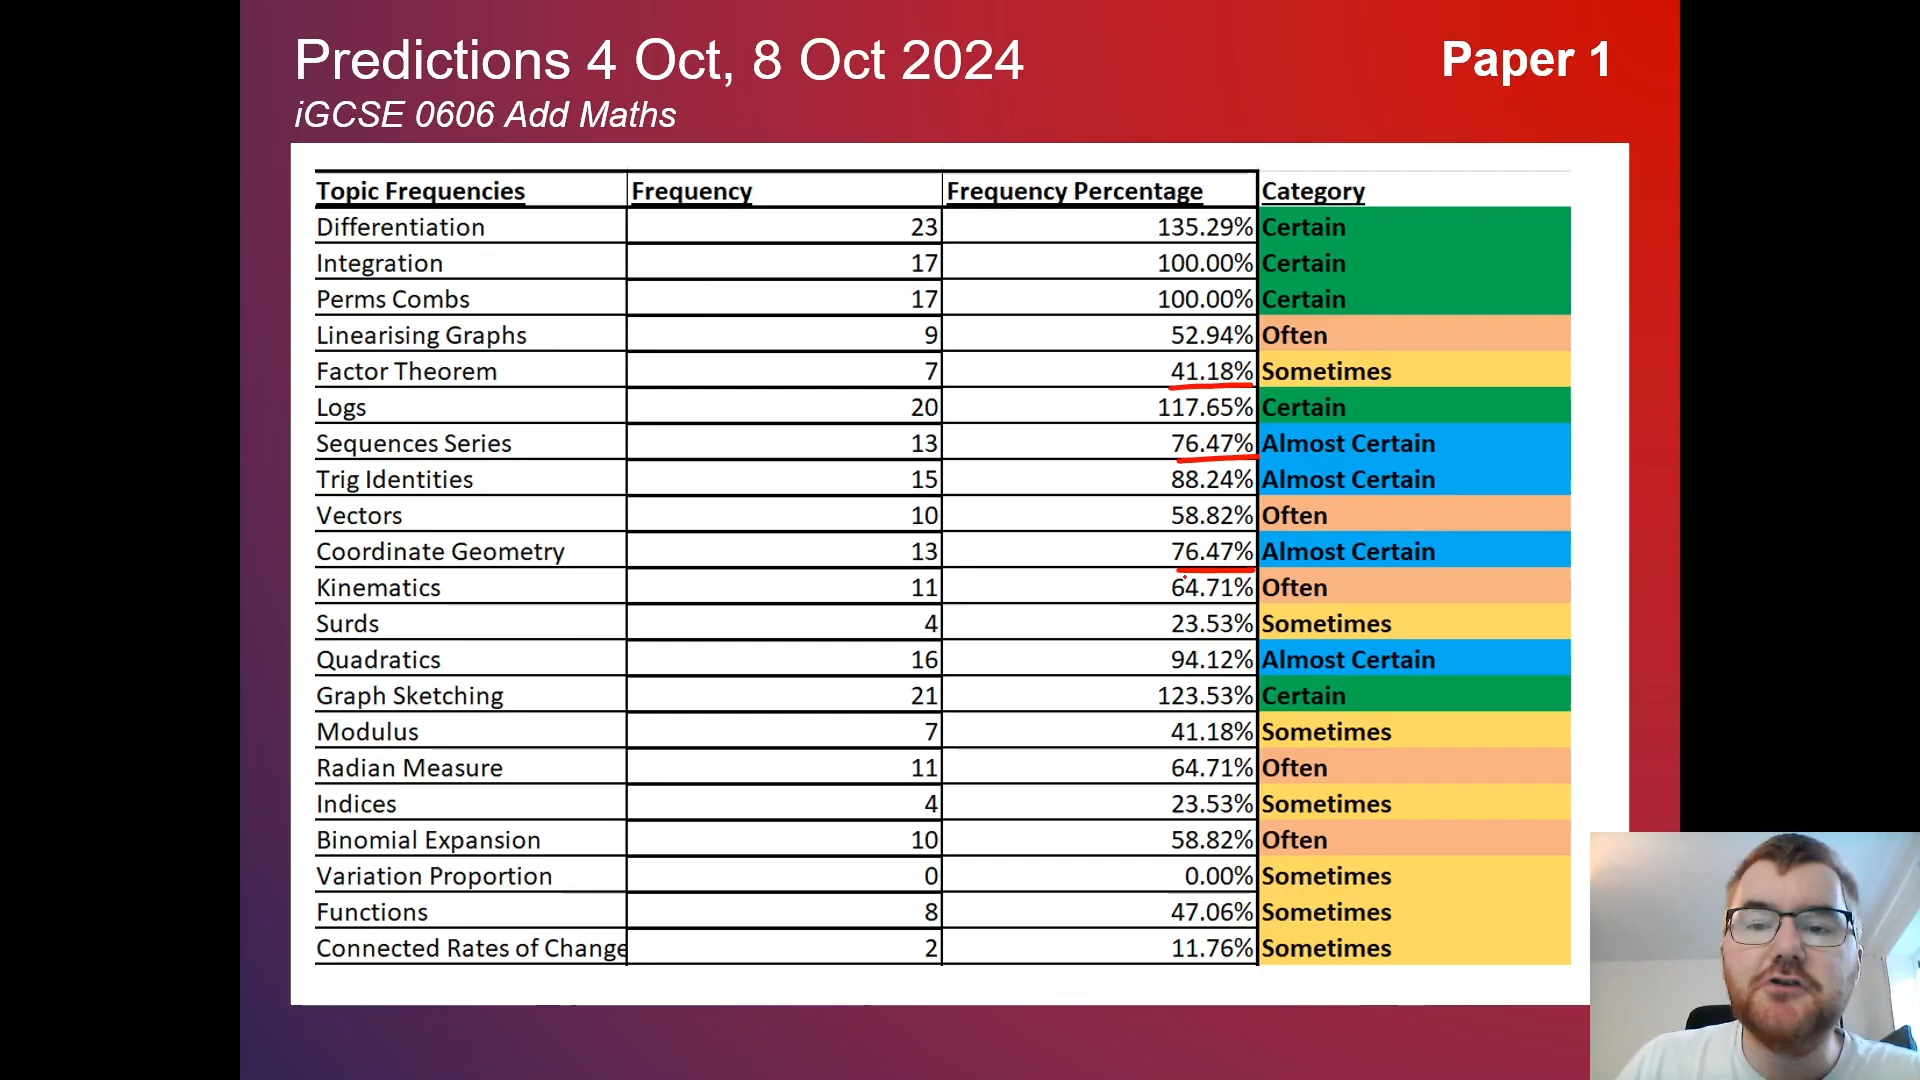 Predictions 4 Oct, 8 Oct 2024
Paper 1
iGCSE 0606 Add Maths
Topic Frequencies Frequency Frequency Percentage Category
Differentiation 23 135.29% Certain
Integration 17 100.00% Certain
Perms Combs 17 100.00% Certain
Linearising Graphs 9 52.94% Often
Factor Theorem 7 41.18% Sometimes
Logs 20 117.65% Certain
Sequences Series 13 76.47% Almost Certain
Trig Identities 15 88.24% Almost Certain
Vectors 10 58.82% Often
Coordinate Geometry 13 76.47% Almost Certain
Kinematics 11 64.71% Often
Surds 4 23.53% Sometimes
Quadratics 16 94.12% Almost Certain
Graph Sketching 21 123.53% Certain
Modulus 7 41.18% Sometimes
Radian Measure 11 64.71% Often
Indices 4 23.53% Sometimes
Binomial Expansion 10 58.82% Often
Variation Proportion 0 0.00% Sometimes
Functions 8 47.06% Sometimes
Connected Rates of Change 2 11.76% Sometimes